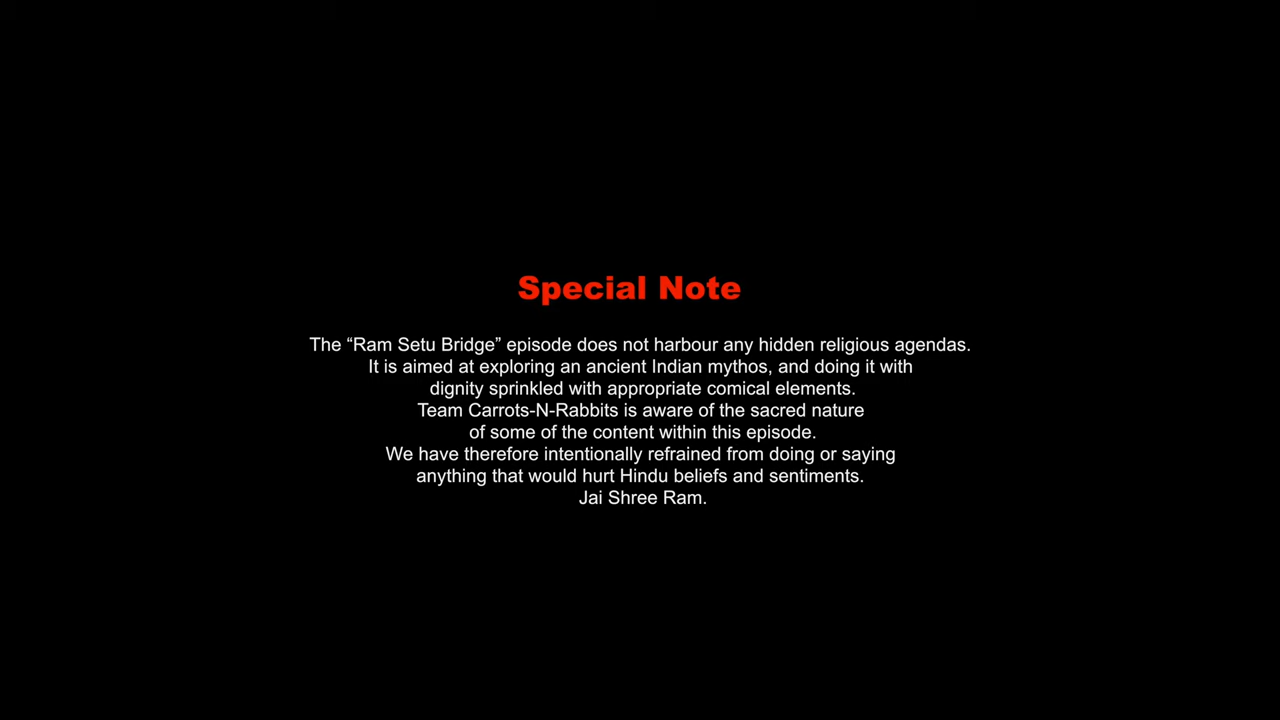 Special Note
The “Ram Setu Bridge” episode does not harbour any hidden religious agendas.
It is aimed at exploring an ancient Indian mythos, and doing it with
dignity sprinkled with appropriate comical elements.
Team Carrots-N-Rabbits is aware of the sacred nature
of some of the content within this episode.
We have therefore intentionally refrained from doing or saying
anything that would hurt Hindu beliefs and sentiments.
Jai Shree Ram.